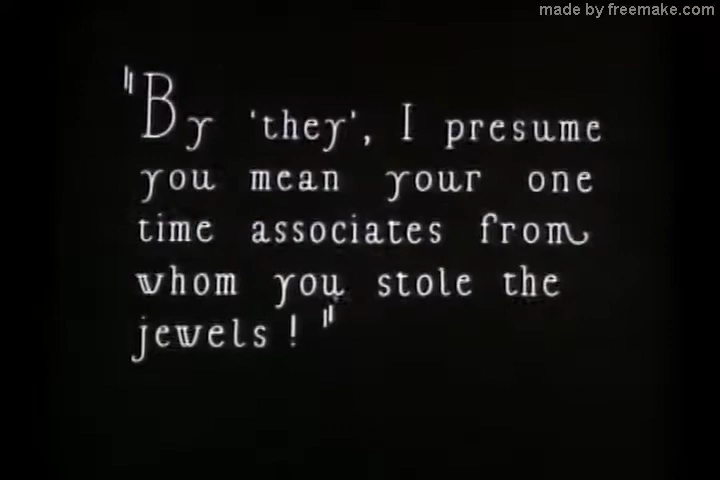 made by freemake.com
"By 'they', I presume
you mean your one
time associates from
whom you stole the
jewels!"